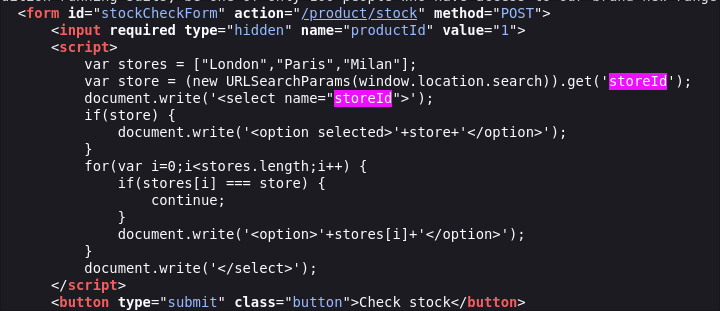 <form id="stockCheckForm" action="/product/stock" method="POST">
<input required type="hidden" name="productId" value="1">
<script>
var stores = ["London","Paris","Milan"];
var store = (new URLSearchParams(window.location.search)).get('storeId');
document.write('<select name="storeId">');
if(store) {
document.write('<option selected>'+store+'</option>');
}
for(var i=0;i<stores.length;i++) {
if(stores[i] === store) {
continue;
}
document.write('<option>'+stores[i]+'</option>');
}
document.write('</select>');
</script>
<button type="submit" class="button">Check stock</button>